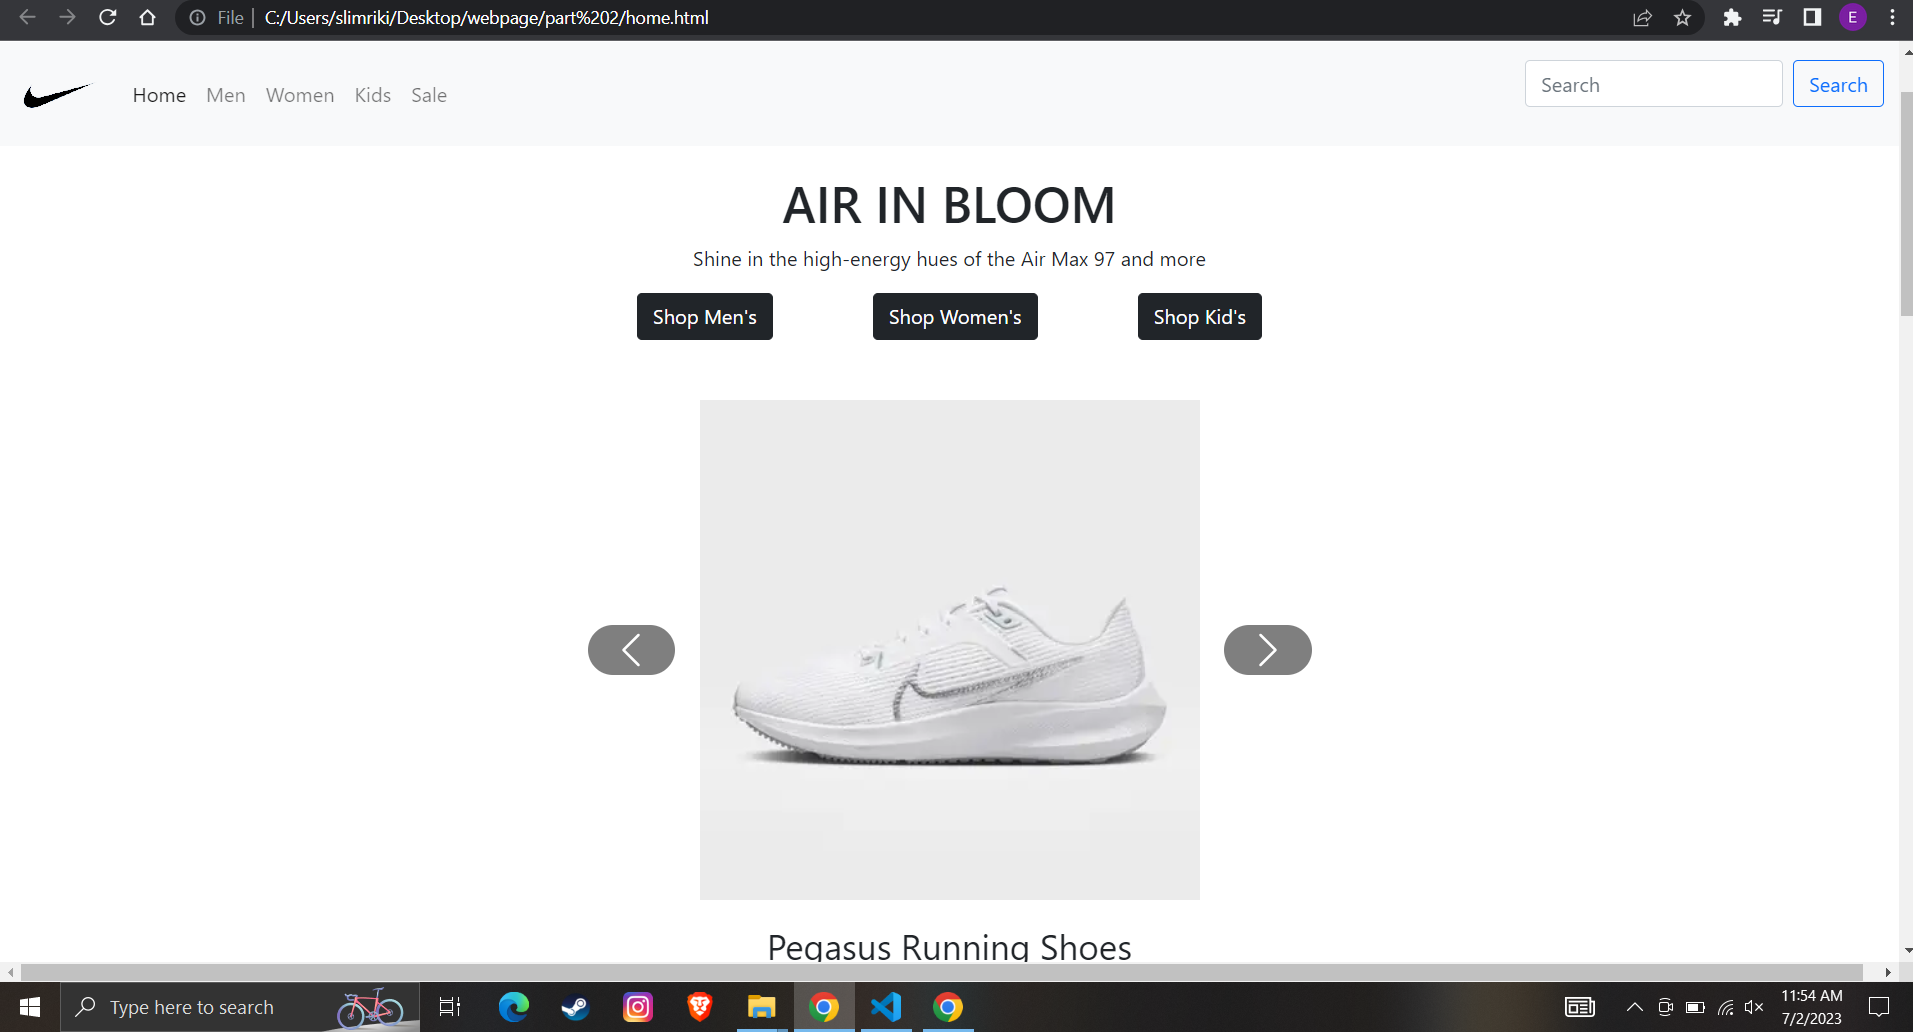 File | C:/Users/slimriki/Desktop/webpage/part%202/home.html
E
Home Men Women Kids Sale
Search
Search
AIR IN BLOOM
Shine in the high-energy hues of the Air Max 97 and more
Shop Men's
Shop Women's
Shop Kid's
Pegasus Running Shoes
Type here to search
11:54 AM
7/2/2023